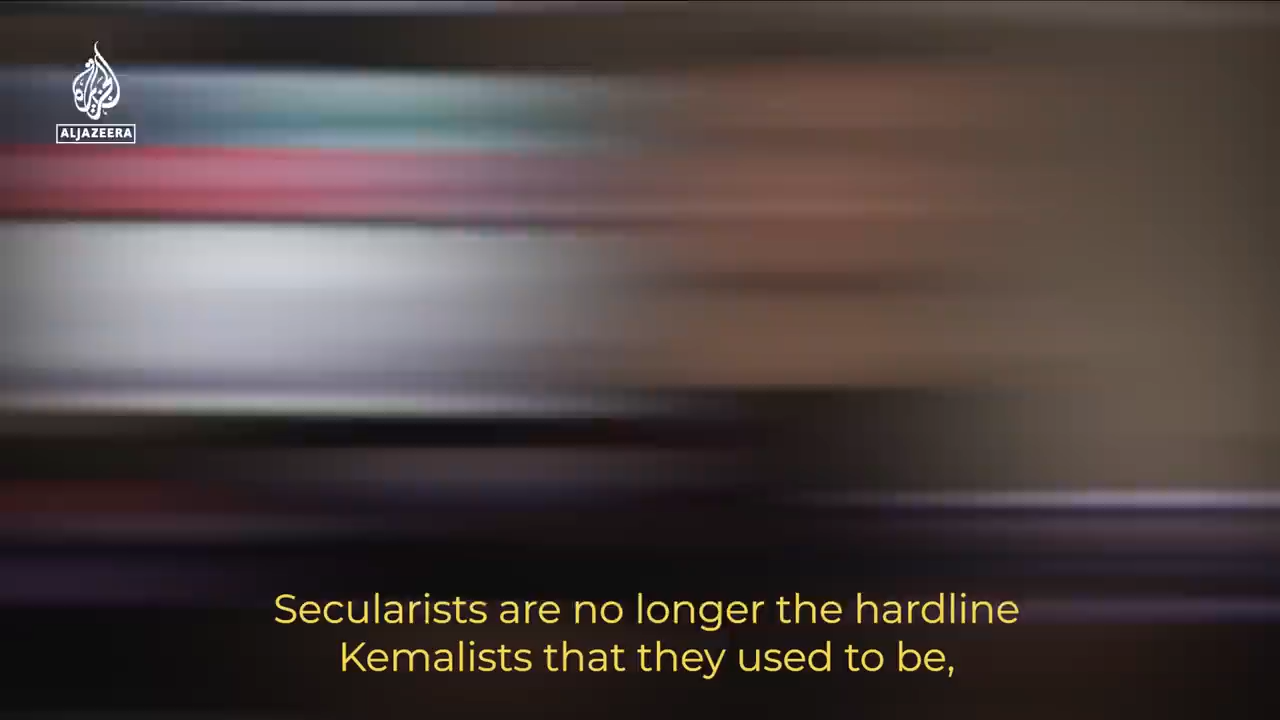 ALJAZEERA
Secularists are no longer the hardline
Kemalists that they used to be,